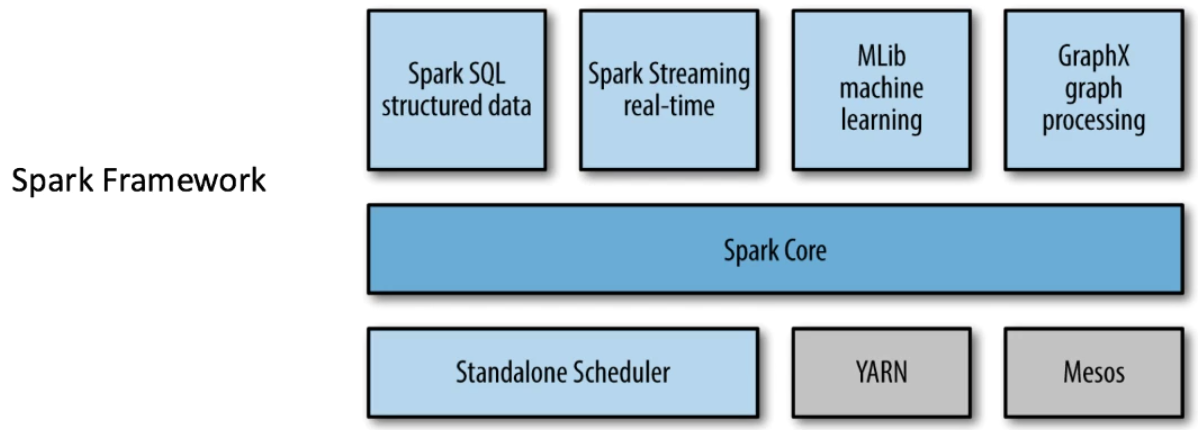 Spark Framework
Spark SQL
structured data
Spark Streaming
real-time
MLib
machine
learning
GraphX
graph
processing
Spark Core
Standalone Scheduler
YARN
Mesos